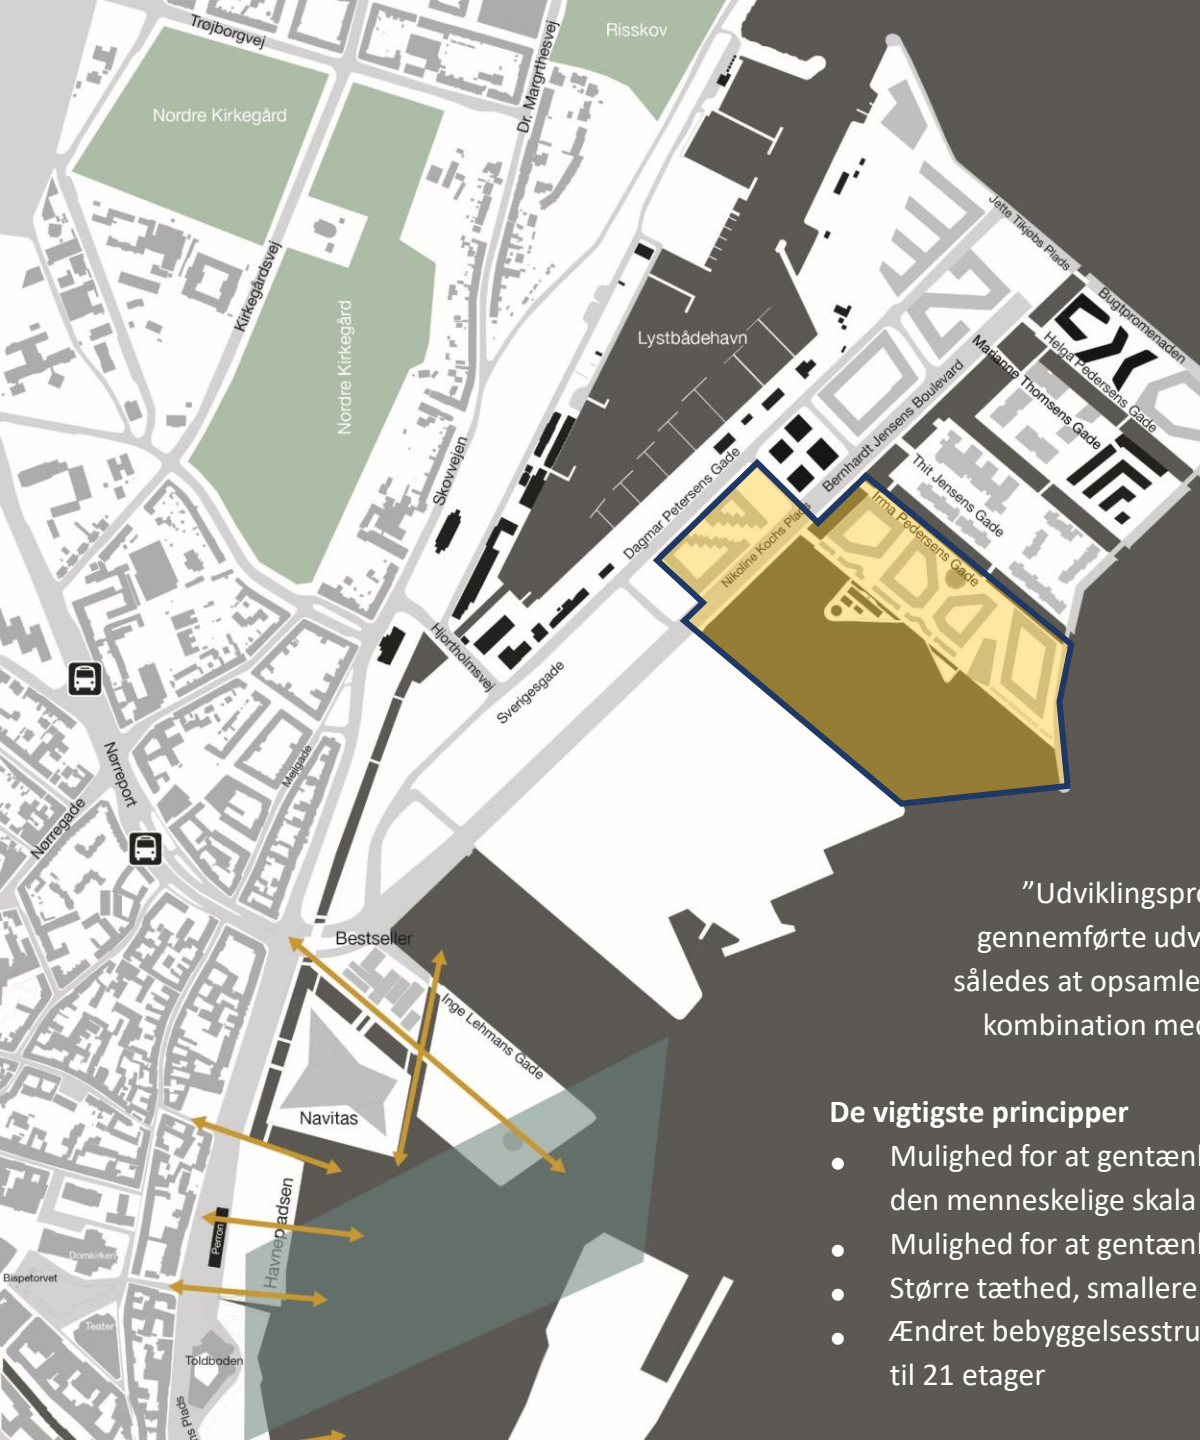 Trøjborgvej
Risskov
Dr. Margrthesvej
Nordre Kirkegård
Jette Tikjøbs Plads
Kirkegårdsvej
Nordre Kirkegård
Bugtpromenaden
Lystbådehavn
Helga Pedersens Gade
Marianne Thomsens Gade
Bernhardt Jensens Boulevard
Skovvejen
Dagmar Petersens Gade
Thit Jensens Gade
Irma Pedersens Gade
Nikoline Kochs Plads
Hjortholmsvej
Sverigesgade
Nørreport
Mejlgade
Nørregade
Bestseller
Inge Lehmans Gade
Navitas
Havnepladsen
Perron
Domkirken
Bispetorvet
Teater
Toldboden
ns Plads
”Udviklingspro
gennemførte udv
således at opsamle
kombination med
De vigtigste principper
• Mulighed for at gentænk
den menneskelige skala
• Mulighed for at gentænk
• Større tæthed, smallere
• Ændret bebyggelsesstru
til 21 etager